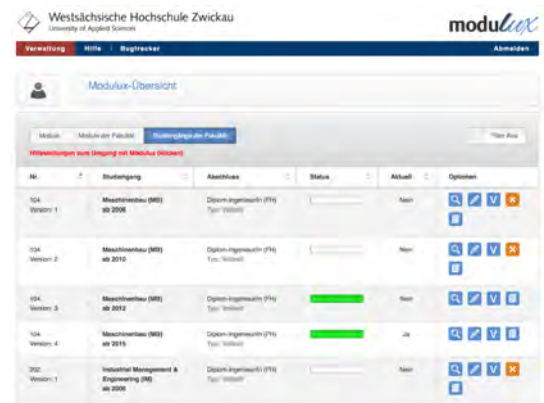 Westsächsische Hochschule Zwickau
University of Applied Sciences
modulux
Verwaltung Hilfe Bugtracker Abmelden
Modulux-Übersicht
Module Module der Fakultät Studiengänge der Fakultät Filter Aus
Hilfestellungen zum Umgang mit Modulux (klicken)
Nr. Studiengang Abschluss Status Aktuell Optionen
104 Maschinenbau (MB) Diplom-Ingenieur/in (FH) Nein
Version: 1 ab 2006 Typ: Vollzeit
104 Maschinenbau (MB) Diplom-Ingenieur/in (FH) Nein
Version: 2 ab 2010 Typ: Vollzeit
V
104 Maschinenbau (MB) Diplom-Ingenieur/in (FH) Nein V
Version: 3 ab 2012 Typ: Vollzeit
104 Maschinenbau (MB) Diplom-Ingenieur/in (FH) Ja V
Version: 4 ab 2015 Typ: Vollzeit
202 Industrial Management & Diplom-Ingenieur/in (FH) Nein V
Version: 1 Engineering (IM) Typ: Vollzeit
ab 2006